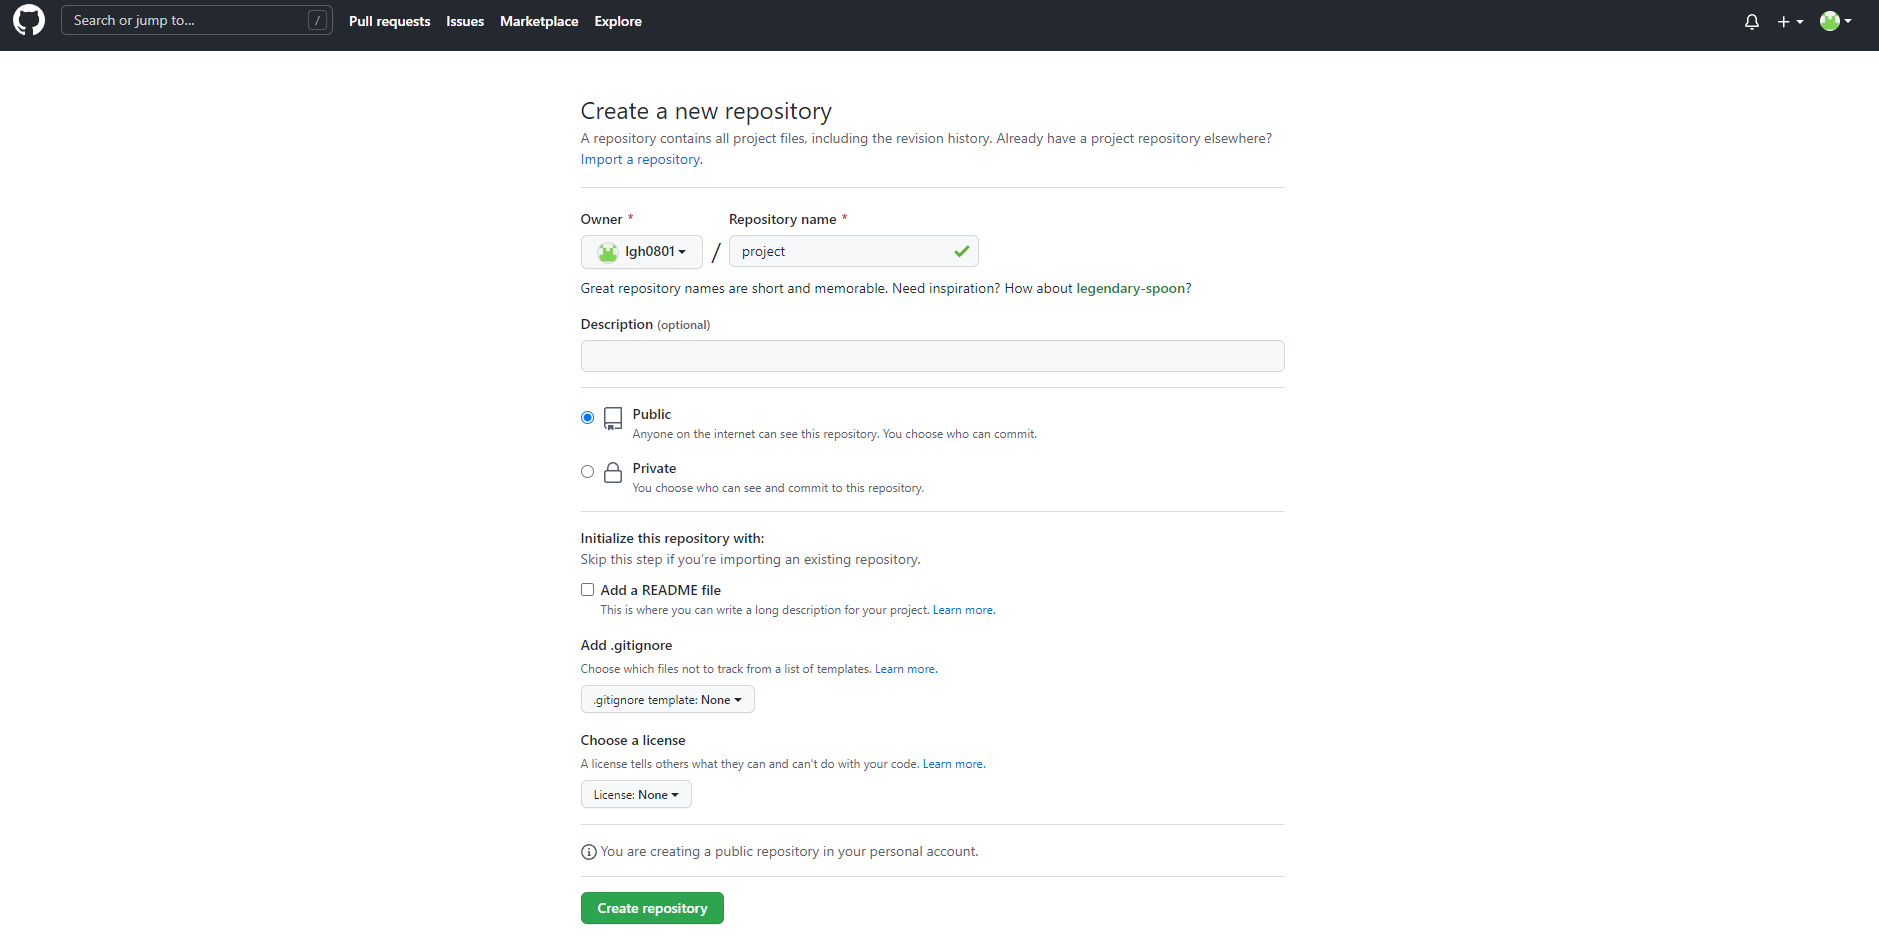 Search or jump to... / Pull requests Issues Marketplace Explore
Create a new repository
A repository contains all project files, including the revision history. Already have a project repository elsewhere?
Import a repository.
Owner * Repository name *
lgh0801 / project
Great repository names are short and memorable. Need inspiration? How about legendary-spoon?
Description (optional)
Public
Anyone on the internet can see this repository. You choose who can commit.
Private
You choose who can see and commit to this repository.
Initialize this repository with:
Skip this step if you're importing an existing repository.
Add a README file
This is where you can write a long description for your project. Learn more.
Add .gitignore
Choose which files not to track from a list of templates. Learn more.
.gitignore template: None
Choose a license
A license tells others what they can and can't do with your code. Learn more.
License: None
You are creating a public repository in your personal account.
Create repository